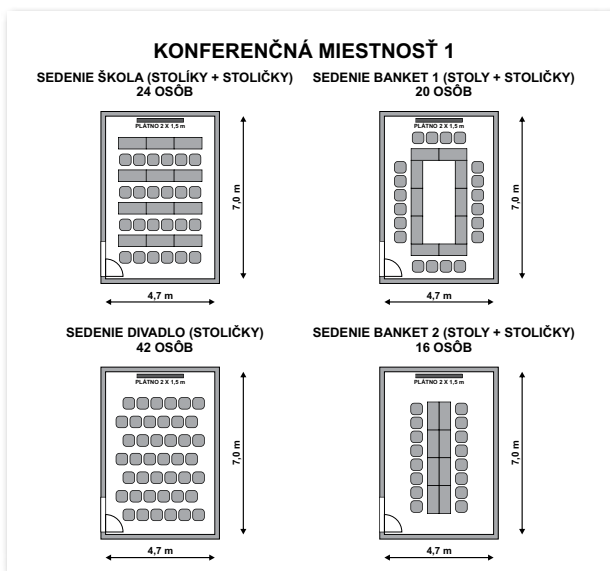 KONFERENČNÁ MIESTNOSŤ 1
SEDENIE ŠKOLA (STOLÍKY + STOLIČKY)
24 OSÔB
PLÁTNO 2 X 1,5 m
7,0 m
4,7 m
SEDENIE BANKET 1 (STOLY + STOLIČKY)
20 OSÔB
PLÁTNO 2 X 1,5 m
7,0 m
4,7 m
SEDENIE DIVADLO (STOLIČKY)
42 OSÔB
PLÁTNO 2 X 1,5 m
7,0 m
4,7 m
SEDENIE BANKET 2 (STOLY + STOLIČKY)
16 OSÔB
PLÁTNO 2 X 1,5 m
7,0 m
4,7 m